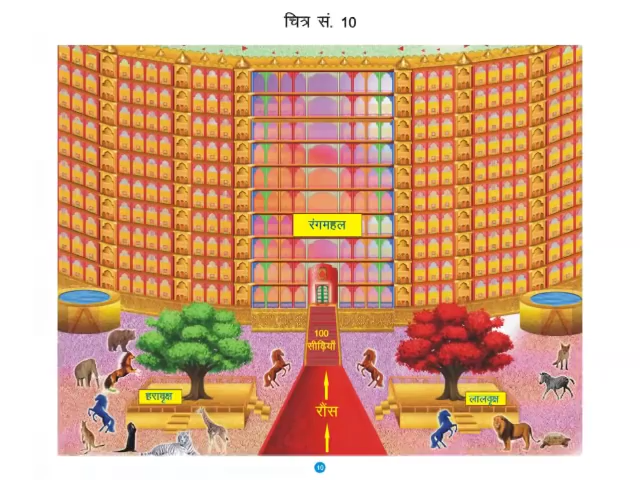 चित्र सं. 10
रंगमहल
100
सीढ़ियाँ
हरावृक्ष
लालवृक्ष
रौंस
10